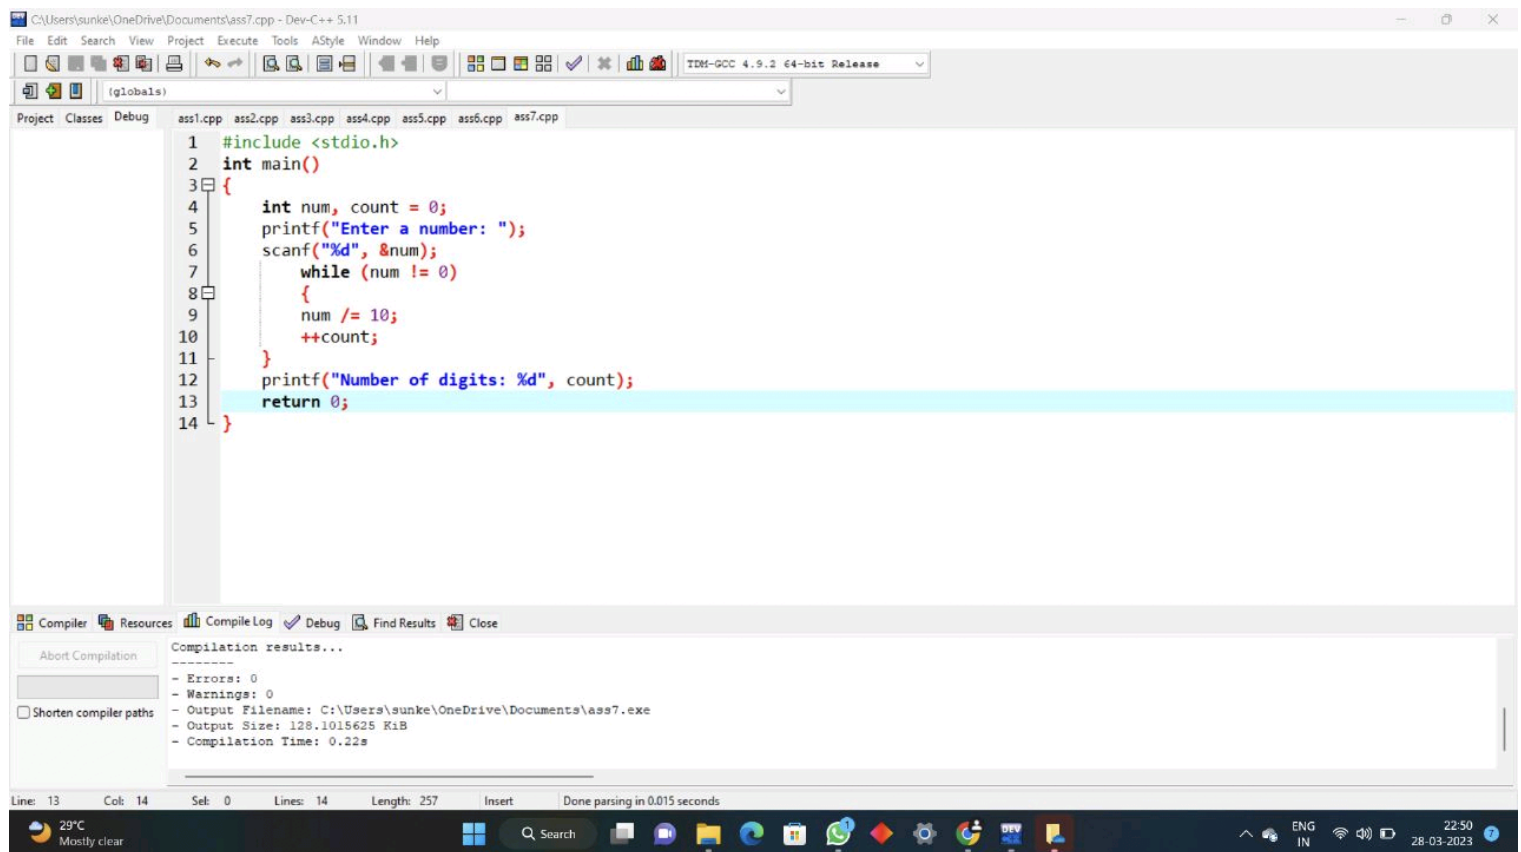 C:\Users\sunke\OneDrive\Documents\ass7.cpp - Dev-C++ 5.11
File Edit Search View Project Execute Tools AStyle Window Help
TDM-GCC 4.9.2 64-bit Release
(globals)
Project Classes Debug ass1.cpp ass2.cpp ass3.cpp ass4.cpp ass5.cpp ass6.cpp ass7.cpp
1 #include <stdio.h>
2 int main()
3 {
4 int num, count = 0;
5 printf("Enter a number: ");
6 scanf("%d", &num);
7 while (num != 0)
8 {
9 num /= 10;
10 ++count;
11 }
12 printf("Number of digits: %d", count);
13 return 0;
14 }
Compiler Resources Compile Log Debug Find Results Close
Abort Compilation
Shorten compiler paths
Compilation results...
--------
- Errors: 0
- Warnings: 0
- Output Filename: C:\Users\sunke\OneDrive\Documents\ass7.exe
- Output Size: 128.1015625 KiB
- Compilation Time: 0.22s
Line: 13 Col: 14 Sel: 0 Lines: 14 Length: 257 Insert Done parsing in 0.015 seconds
29°C
Mostly clear
Search
DEV
1
ENG
IN
22:50
28-03-2023
7